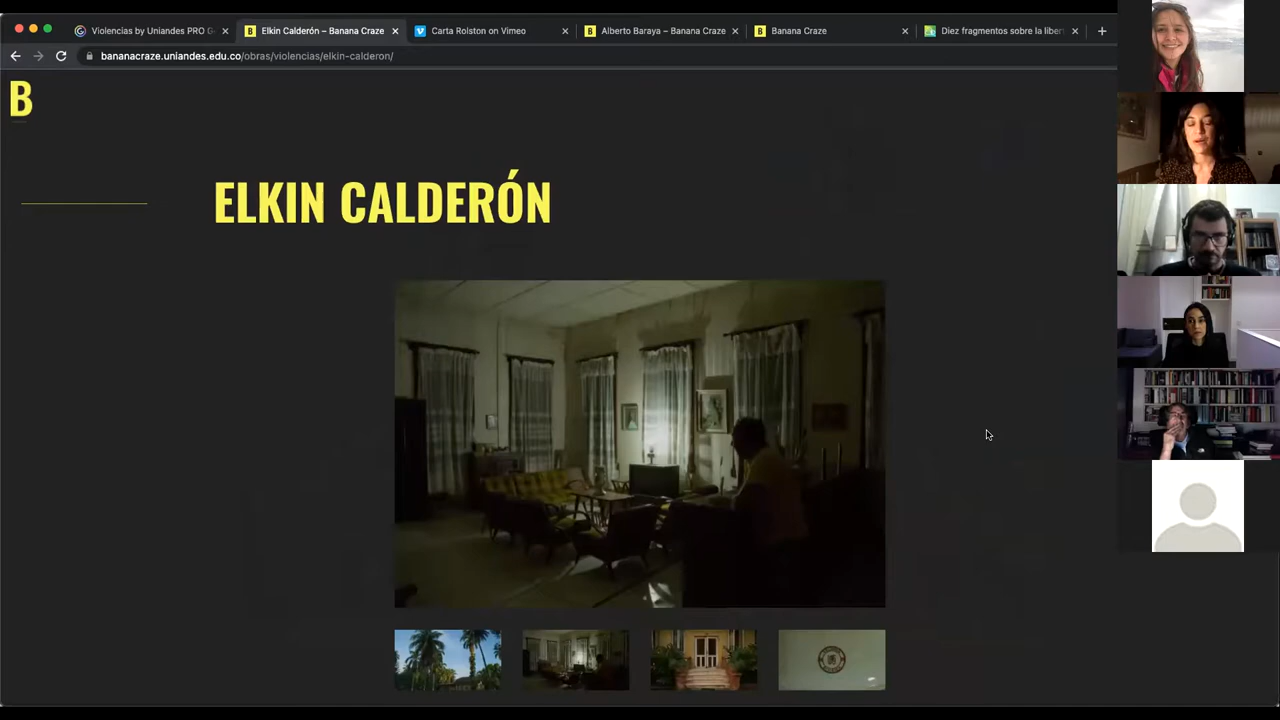 Violencias by Uniandes PRO G
Elkin Calderón – Banana Craze
Carta Rolston on Vimeo
Alberto Baraya – Banana Craze
Banana Craze
Diez fragmentos sobre la libert
bananacraze.uniandes.edu.co/obras/violencias/elkin-calderon/
B
ELKIN CALDERÓN